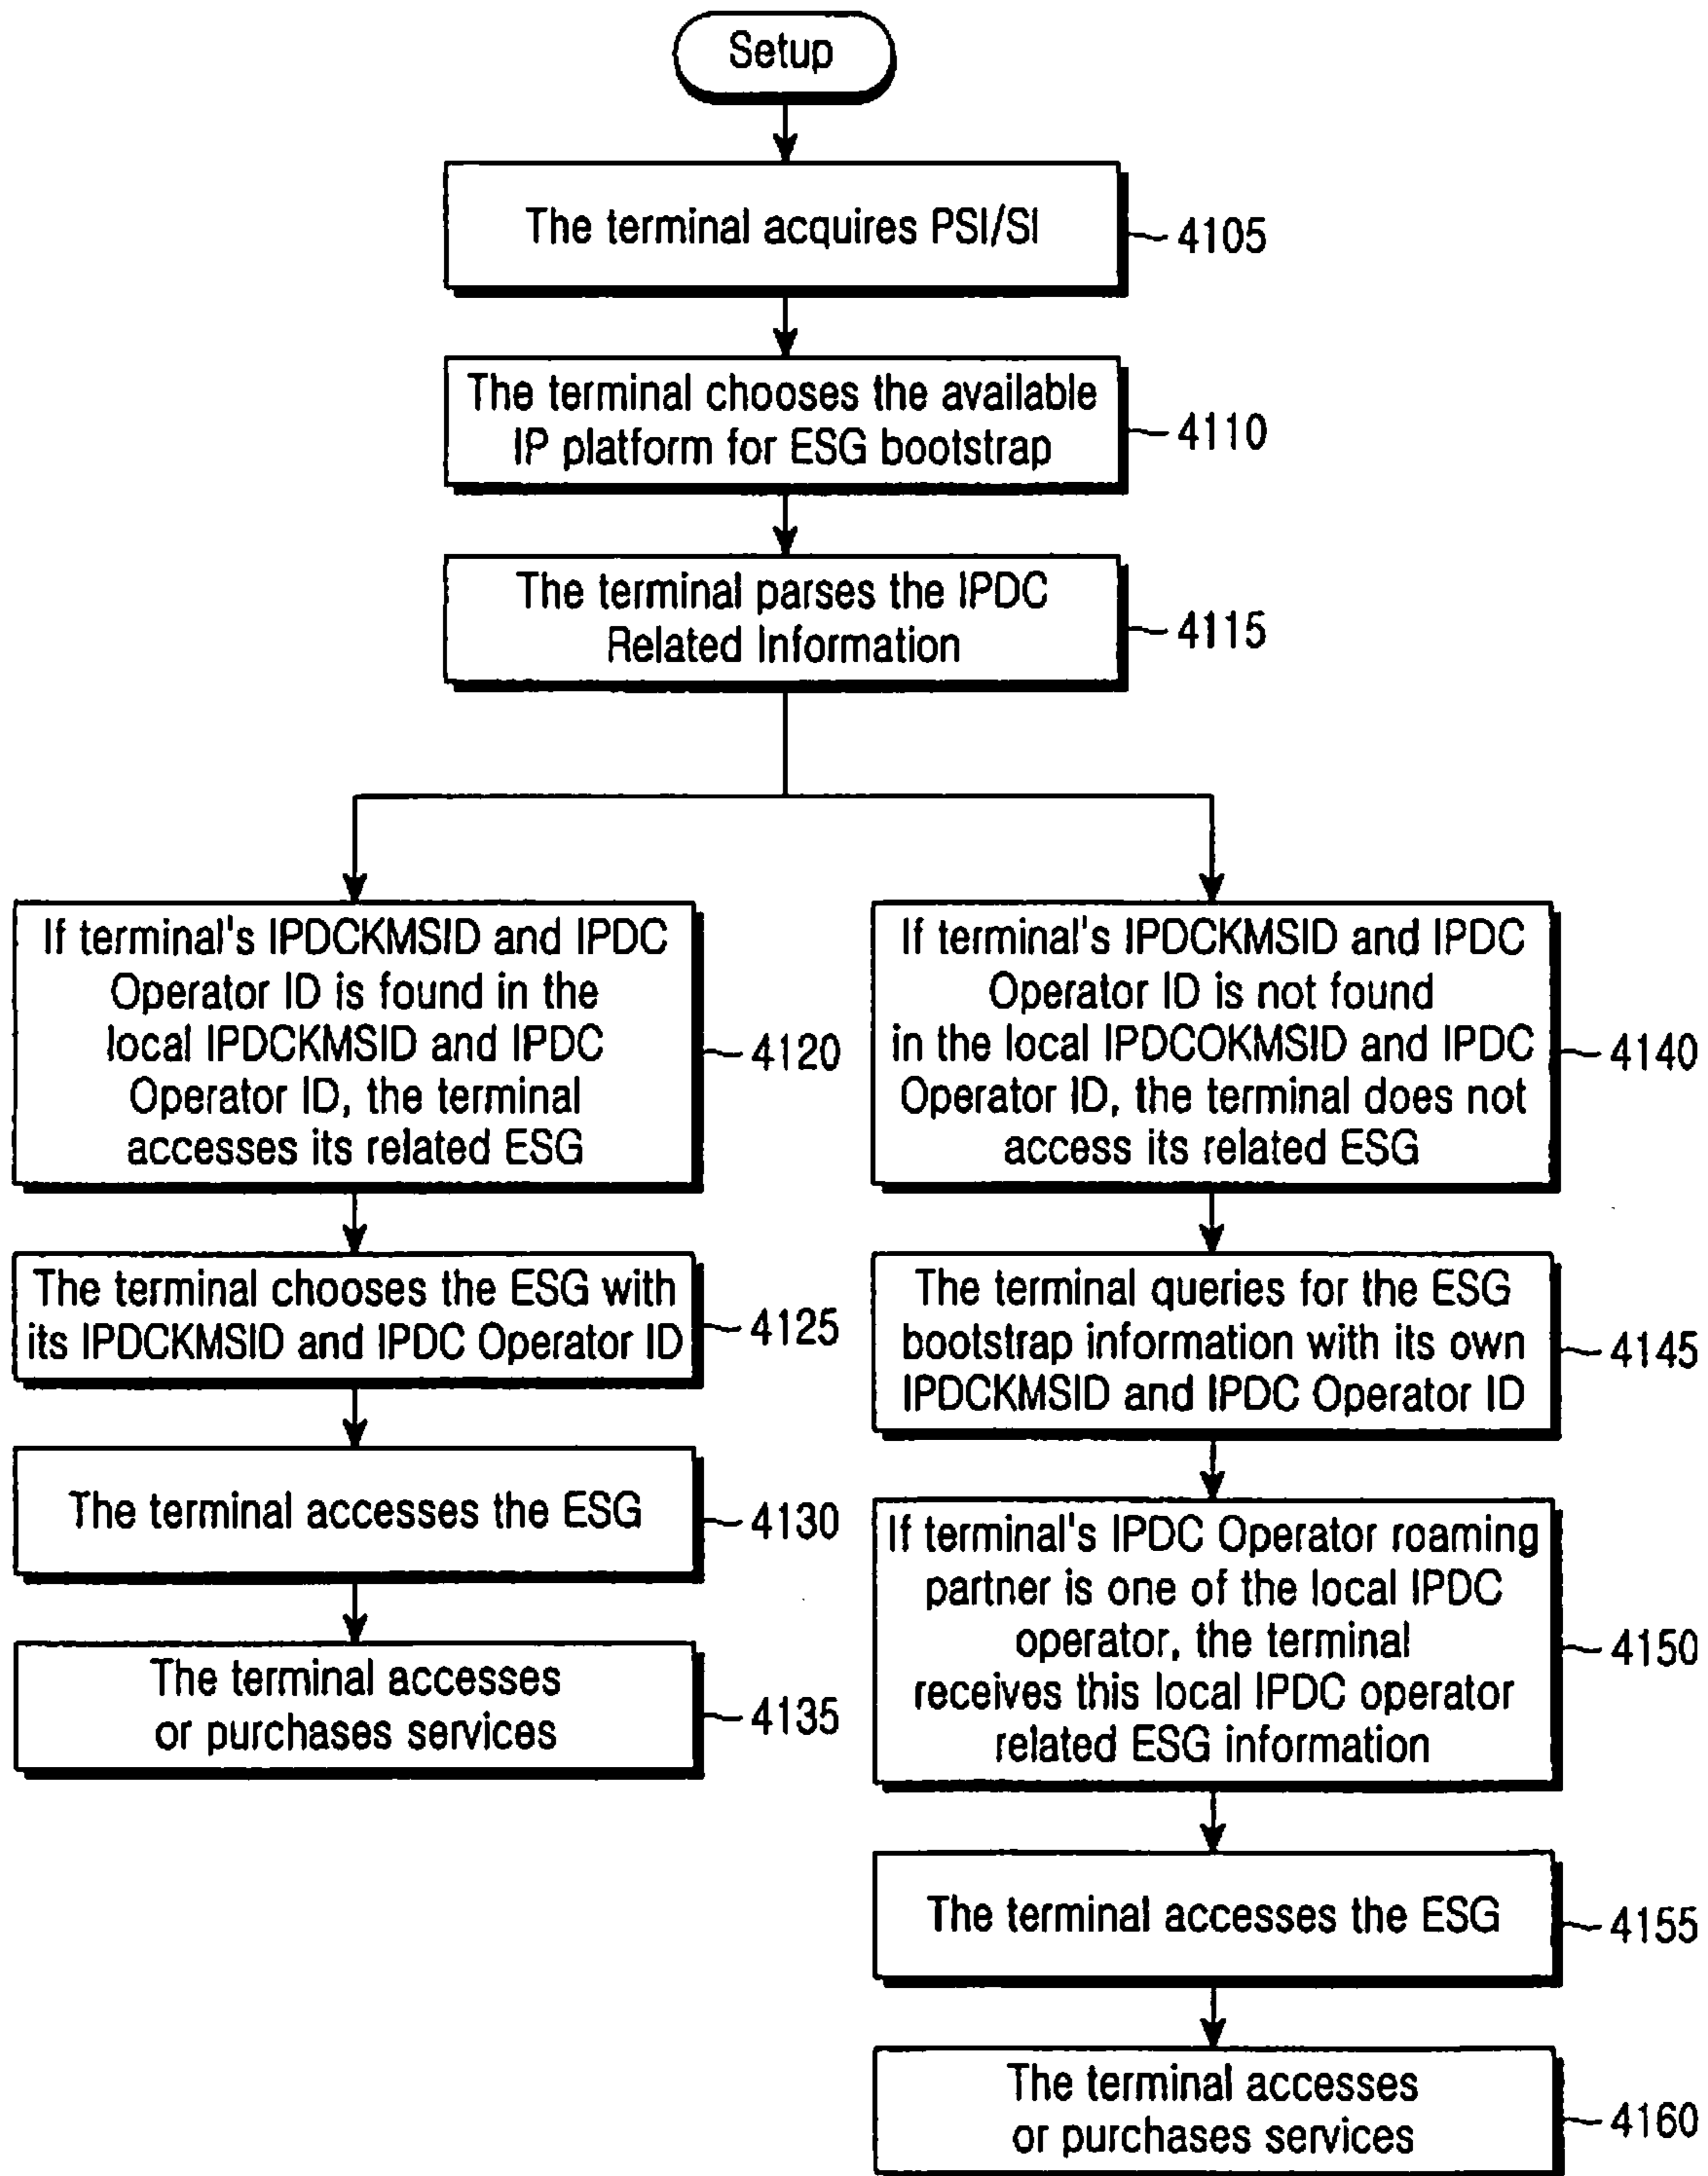 Setup
The terminal acquires PSI/SI
4105
The terminal chooses the available
IP platform for ESG bootstrap
4110
The terminal parses the IPDC
Related Information
4115
If terminal's IPDCKMSID and IPDC
Operator ID is found in the
local IPDCKMSID and IPDC
Operator ID, the terminal
accesses its related ESG
4120
The terminal chooses the ESG with
its IPDCKMSID and IPDC Operator ID
4125
The terminal accesses the ESG
4130
The terminal accesses
or purchases services
4135
If terminal's IPDCKMSID and IPDC
Operator ID is not found
in the local IPDCOKMSID and IPDC
Operator ID, the terminal does not
access its related ESG
4140
The terminal queries for the ESG
bootstrap information with its own
IPDCKMSID and IPDC Operator ID
4145
If terminal's IPDC Operator roaming
partner is one of the local IPDC
operator, the terminal
receives this local IPDC operator
related ESG information
4150
The terminal accesses the ESG
4155
The terminal accesses
or purchases services
4160